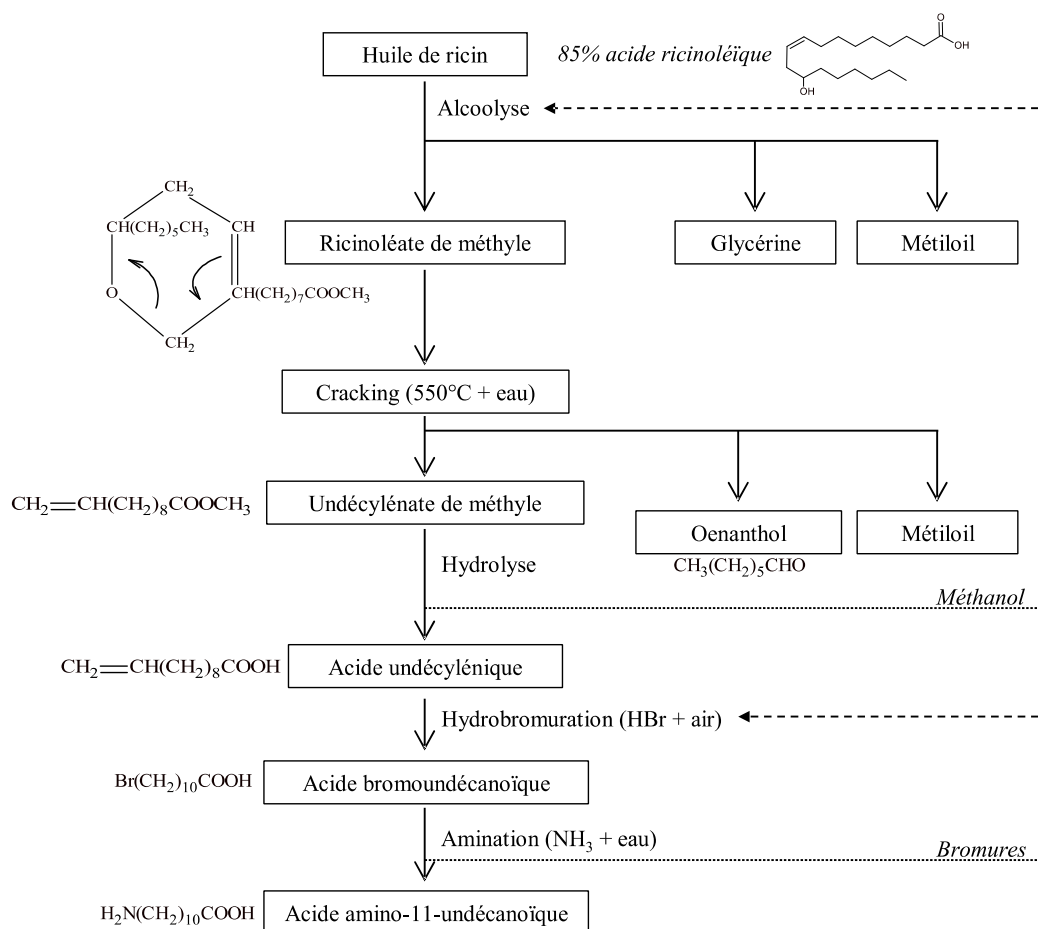 Huile de ricin
85% acide ricinoléïque
O
OH
OH
Alcoolyse
CH2
CH(CH2)5CH3
CH
O
CH(CH2)7COOCH3
CH2
Ricinoléate de méthyle
Glycérine
Métiloil
Cracking (550°C + eau)
CH2=CH(CH2)8COOCH3
Undécylénate de méthyle
Oenanthol
CH3(CH2)5CHO
Métiloil
Hydrolyse
Méthanol
CH2=CH(CH2)8COOH
Acide undécylénique
Hydrobromuration (HBr + air)
Br(CH2)10COOH
Acide bromoundécanoïque
Amination (NH3 + eau)
Bromures
H2N(CH2)10COOH
Acide amino-11-undécanoïque